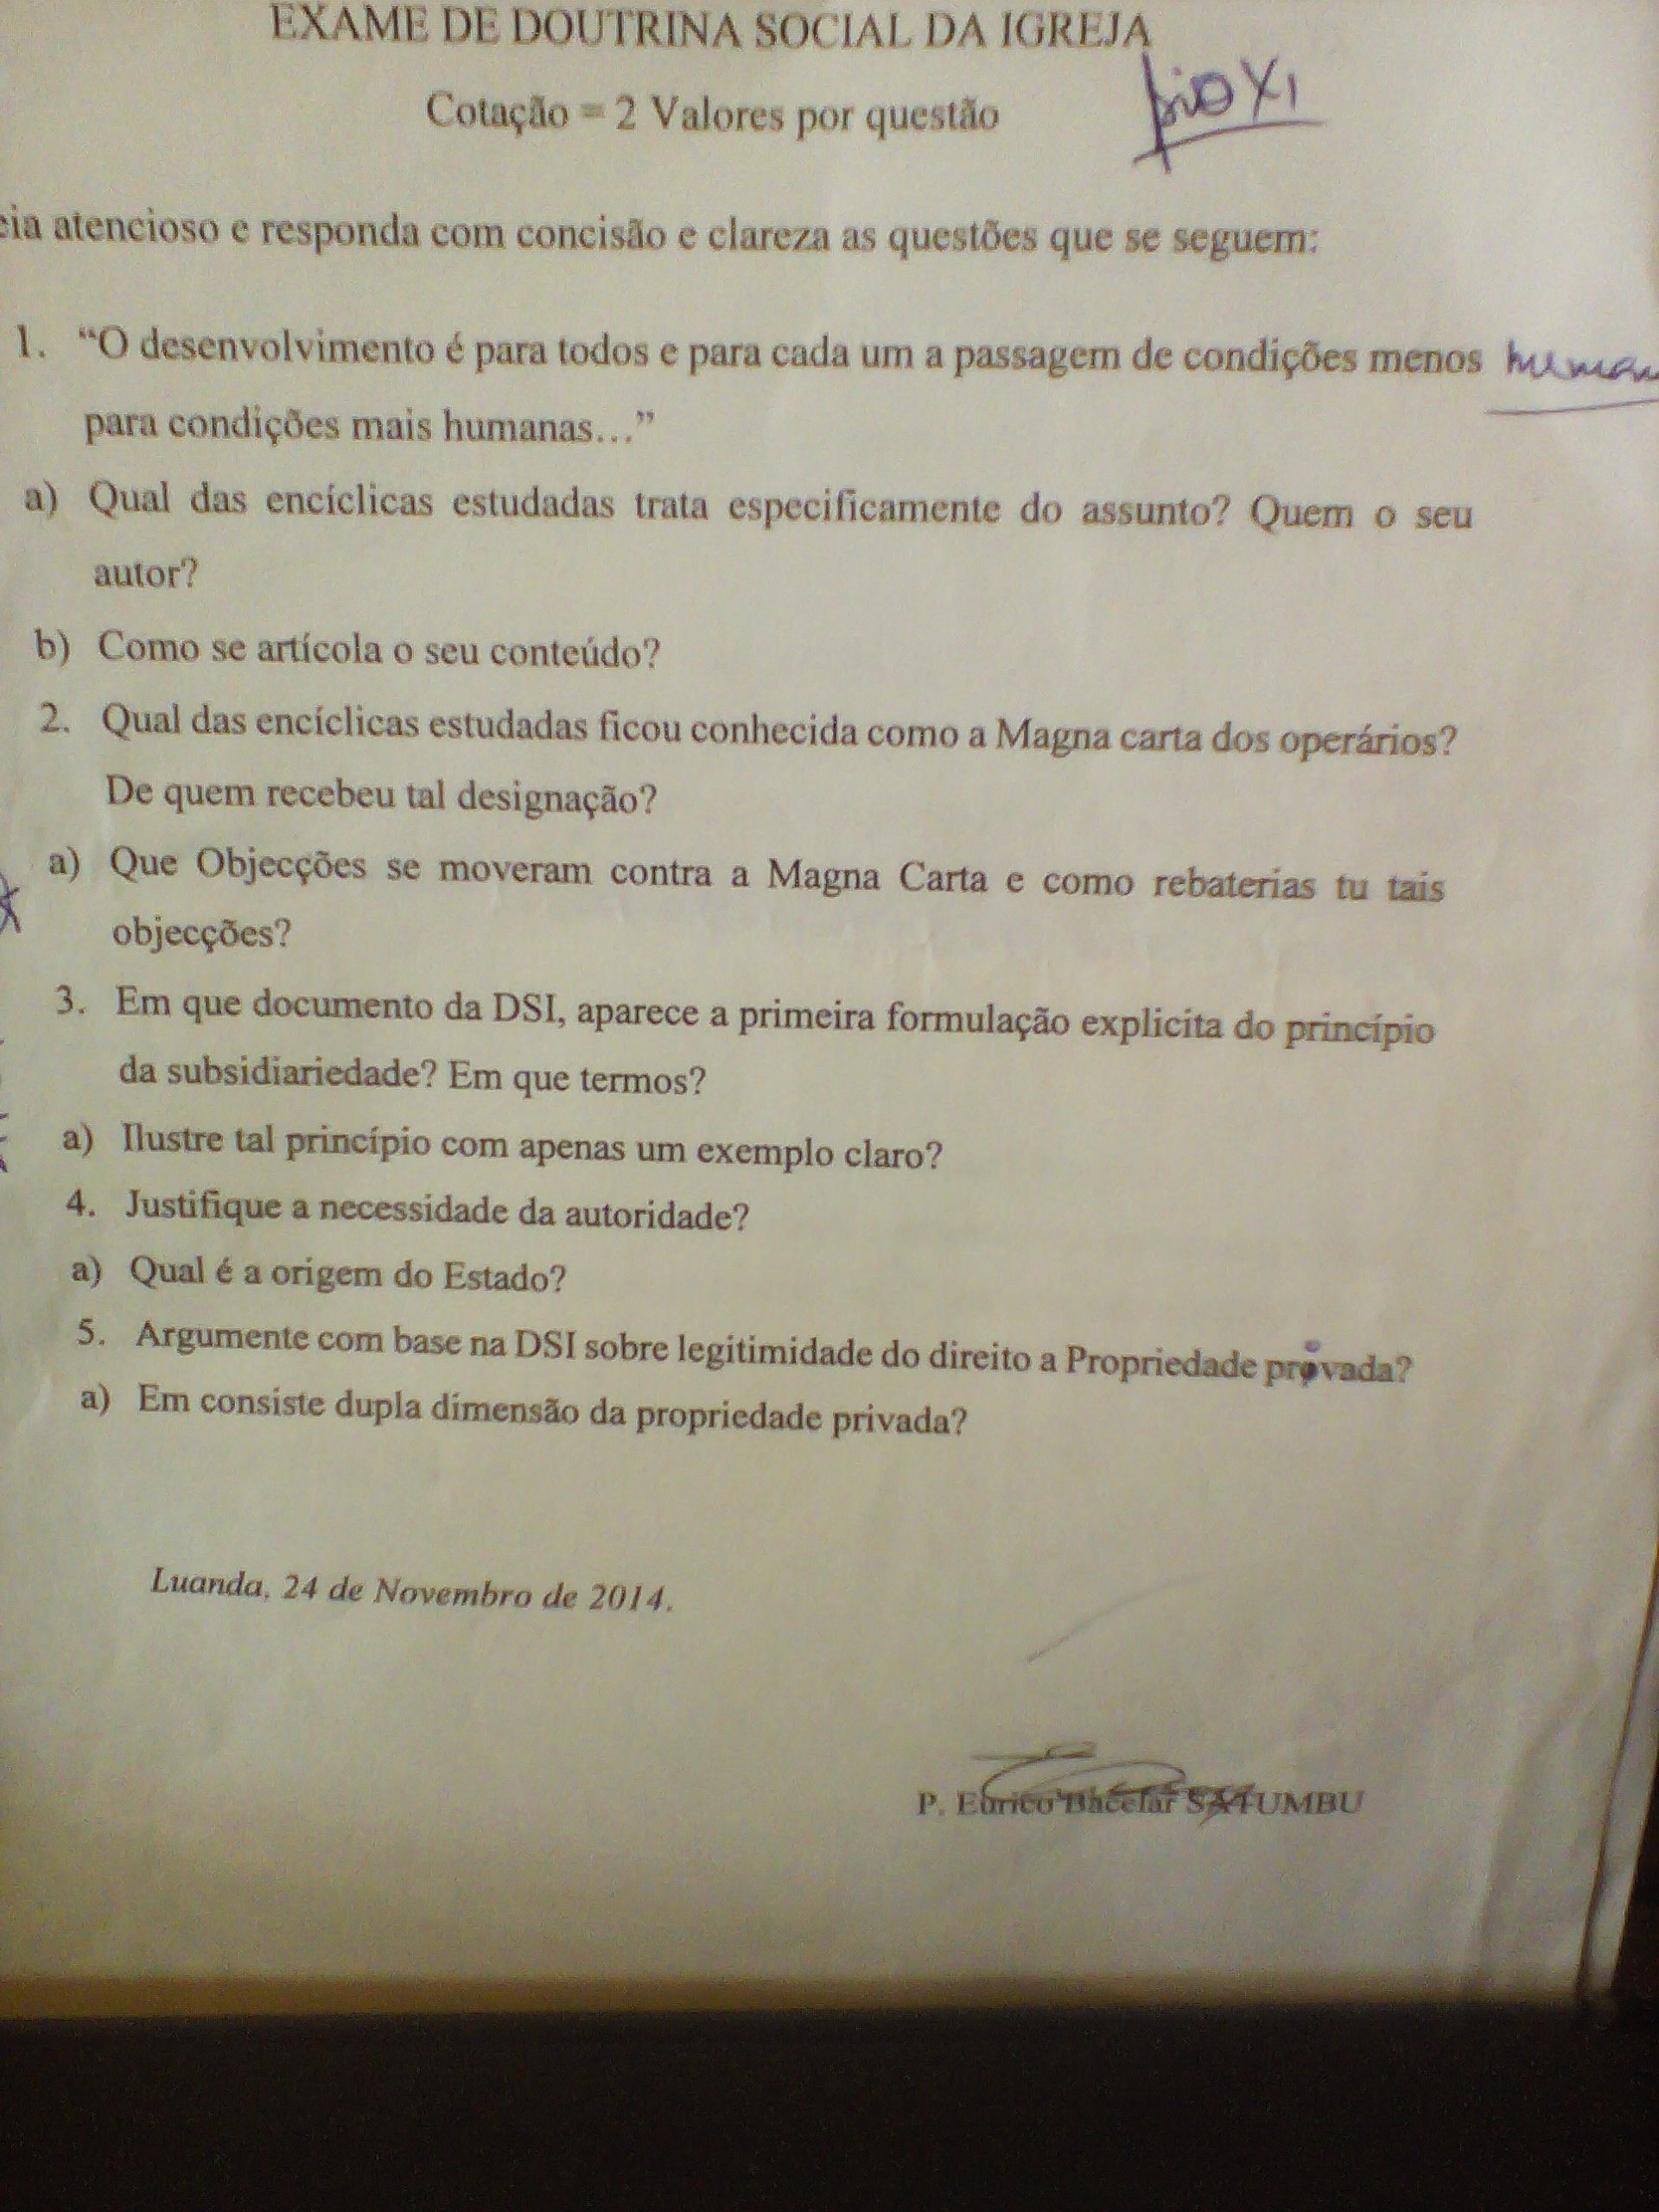 EXAME DE DOUTRINA SOCIAL DA IGREJA
Cotação = 2 Valores por questão
pio XI
eia atencioso e responda com concisão e clareza as questões que se seguem:
1. “O desenvolvimento é para todos e para cada um a passagem de condições menos human
para condições mais humanas…”
a) Qual das encíclicas estudadas trata especificamente do assunto? Quem o seu
autor?
b) Como se artícola o seu conteúdo?
2. Qual das encíclicas estudadas ficou conhecida como a Magna carta dos operários?
De quem recebeu tal designação?
a) Que Objecções se moveram contra a Magna Carta e como rebaterias tu tais
objecções?
3. Em que documento da DSI, aparece a primeira formulação explicita do princípio
da subsidiariedade? Em que termos?
a) Ilustre tal princípio com apenas um exemplo claro?
4. Justifique a necessidade da autoridade?
a) Qual é a origem do Estado?
5. Argumente com base na DSI sobre legitimidade do direito a Propriedade privada?
a) Em consiste dupla dimensão da propriedade privada?
Luanda, 24 de Novembro de 2014.
P. Eurico Bacelar SATUMBU